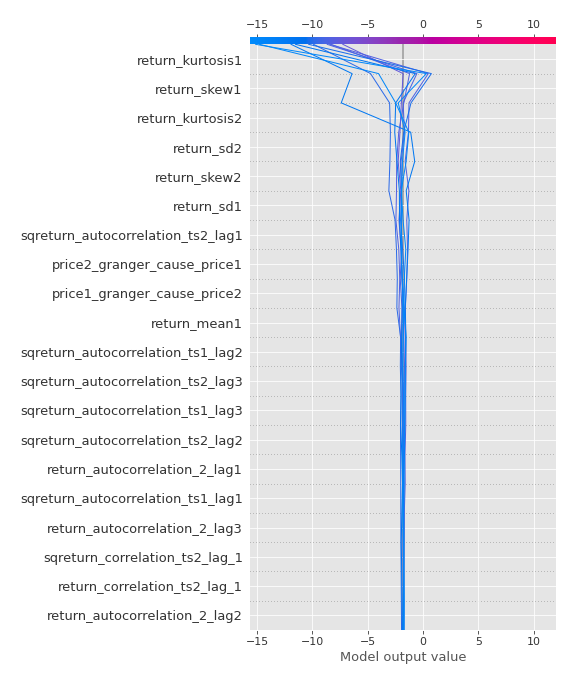 −15 −10 −5 0 5 10
return_kurtosis1
return_skew1
return_kurtosis2
return_sd2
return_skew2
return_sd1
sqreturn_autocorrelation_ts2_lag1
price2_granger_cause_price1
price1_granger_cause_price2
return_mean1
sqreturn_autocorrelation_ts1_lag2
sqreturn_autocorrelation_ts2_lag3
sqreturn_autocorrelation_ts1_lag3
sqreturn_autocorrelation_ts2_lag2
return_autocorrelation_2_lag1
sqreturn_autocorrelation_ts1_lag1
return_autocorrelation_2_lag3
sqreturn_correlation_ts2_lag_1
return_correlation_ts2_lag_1
return_autocorrelation_2_lag2
−15 −10 −5 0 5 10
Model output value